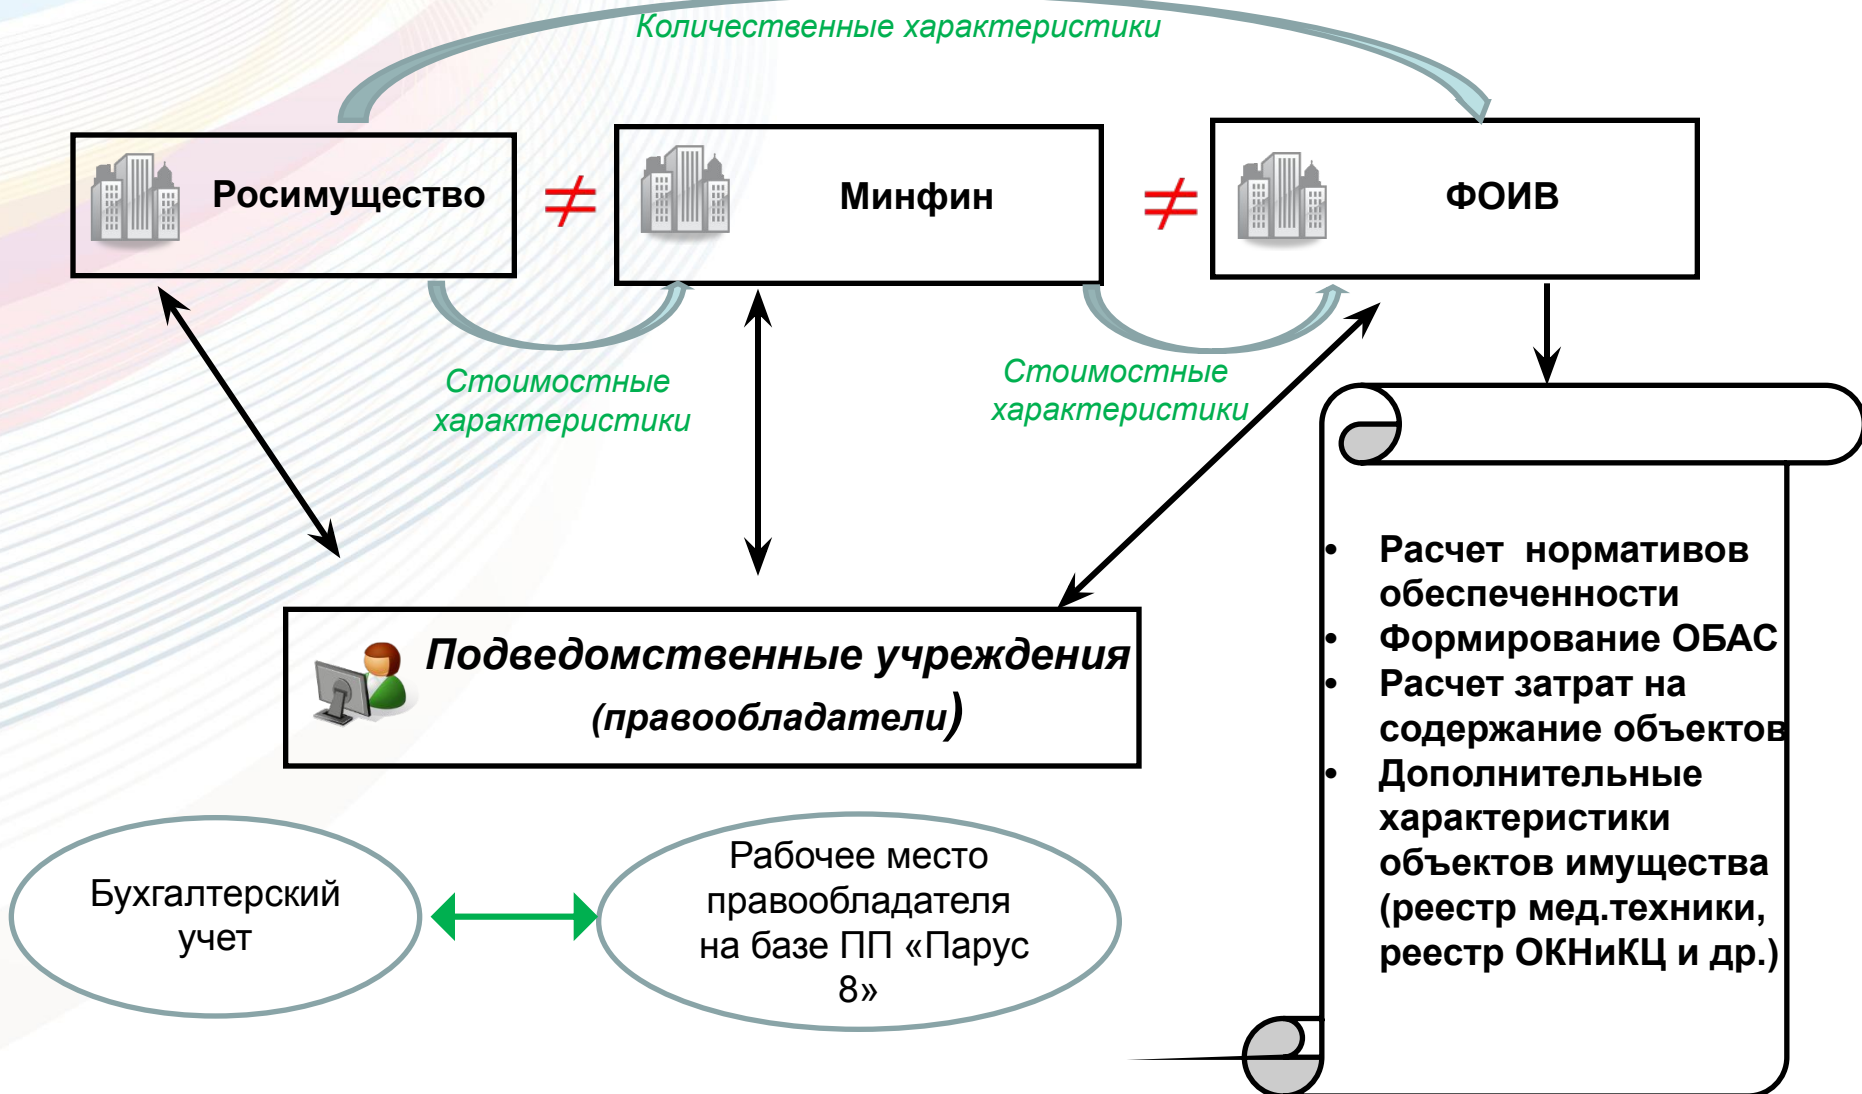 Количественные характеристики
Росимущество
≠
Минфин
≠
ФОИВ
Стоимостные
характеристики
Стоимостные
характеристики
Подведомственные учреждения
(правообладатели)
Бухгалтерский
учет
Рабочее место
правообладателя
на базе ПП «Парус
8»
• Расчет нормативов
обеспеченности
• Формирование ОБАС
• Расчет затрат на
содержание объектов
• Дополнительные
характеристики
объектов имущества
(реестр мед.техники,
реестр ОКНиКЦ и др.)